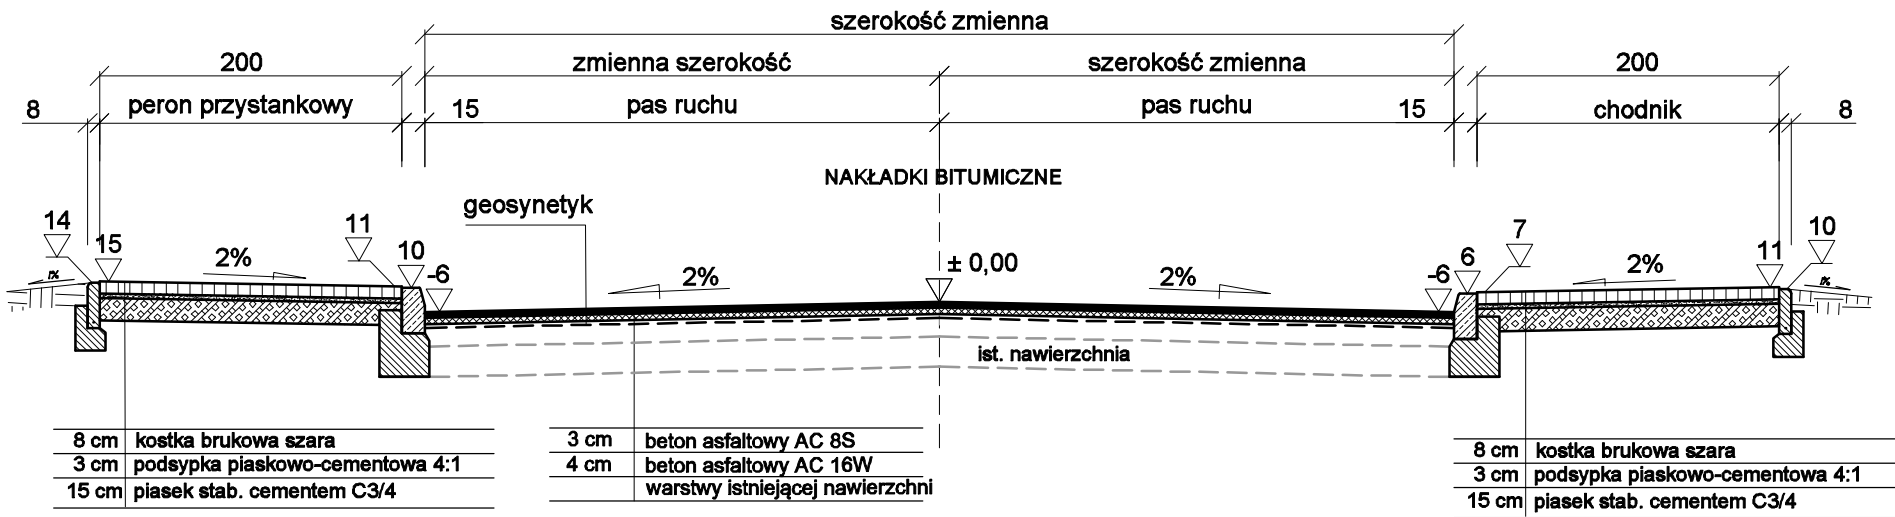 szerokość zmienna
200
zmienna szerokość
szerokość zmienna
200
8
peron przystankowy
15
pas ruchu
pas ruchu
15
chodnik
8
NAKŁADKI BITUMICZNE
geosynetyk
14
15
2%
11
10
-6
2%
± 0,00
2%
-6
6
7
2%
11
10
ist. nawierzchnia
8 cm kostka brukowa szara
3 cm podsypka piaskowo-cementowa 4:1
15 cm piasek stab. cementem C3/4
3 cm beton asfaltowy AC 8S
4 cm beton asfaltowy AC 16W
warstwy istniejącej nawierzchni
8 cm kostka brukowa szara
3 cm podsypka piaskowo-cementowa 4:1
15 cm piasek stab. cementem C3/4